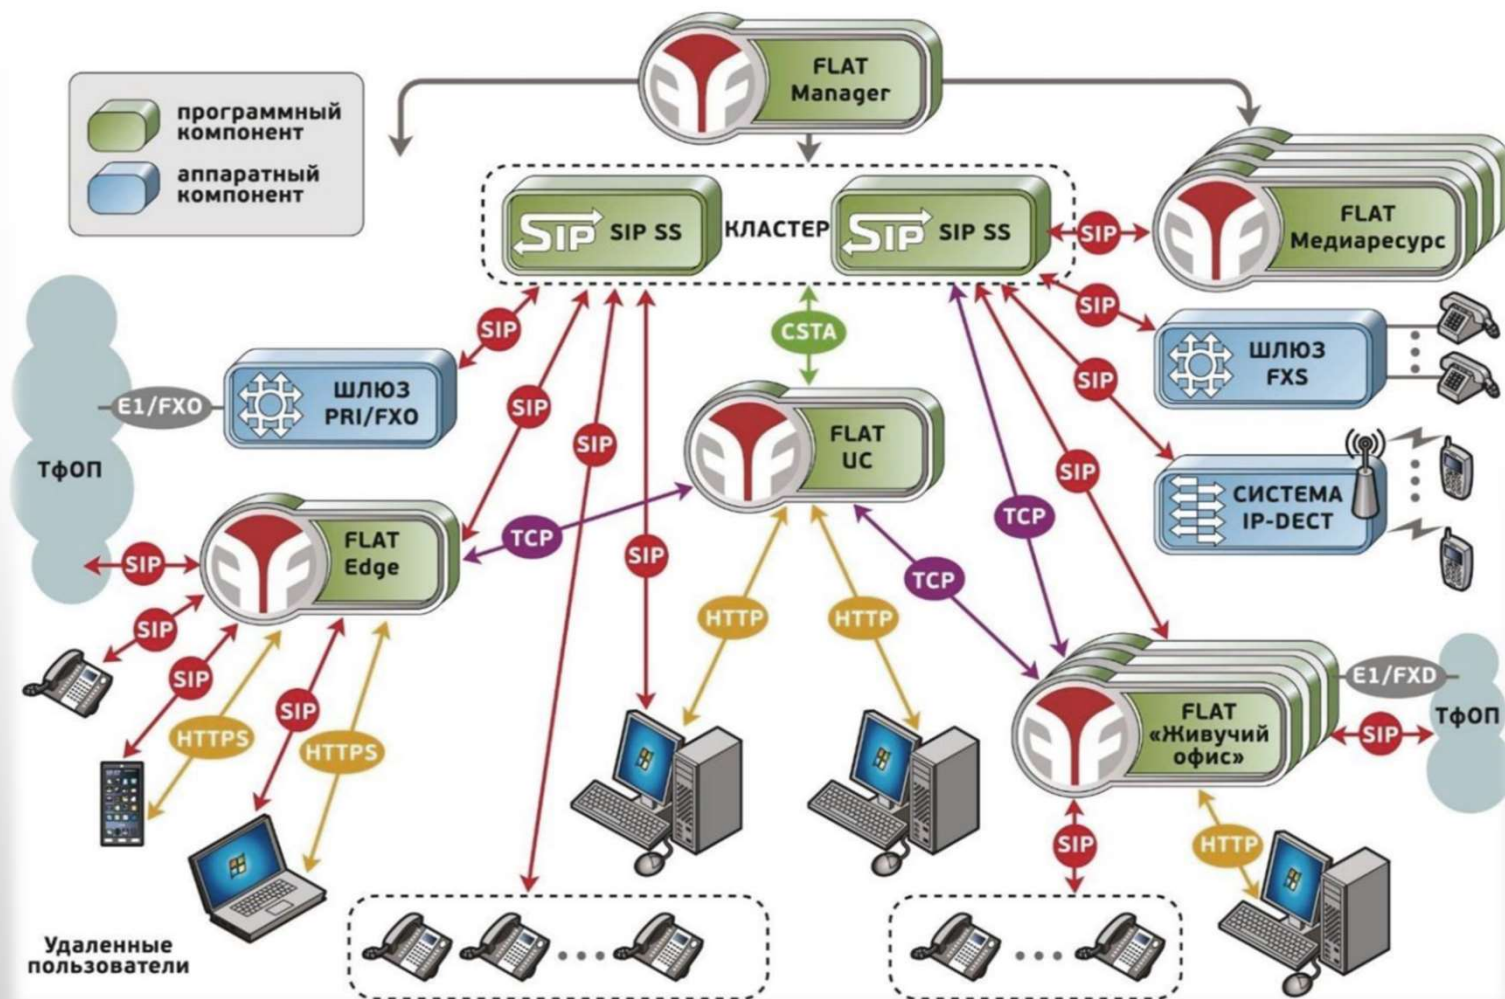 FLAT
Manager
программный
компонент
аппаратный
компонент
SIP SIP SS
КЛАСТЕР
SIP SIP SS
SIP
FLAT
Медиаресурс
SIP
SIP
CSTA
ШЛЮЗ
PRI/FXO
E1/FXO
ШЛЮЗ
FXS
SIP
SIP
SIP
FLAT
UC
SIP
ТфОП
СИСТЕМА
IP-DECT
TCP
TCP
SIP
FLAT
Edge
SIP
TCP
SIP
HTTP
HTTP
SIP
E1/FXD
SIP
HTTPS
HTTPS
FLAT
«Живучий
офис»
SIP
ТфОП
SIP
HTTP
Удаленные
пользователи